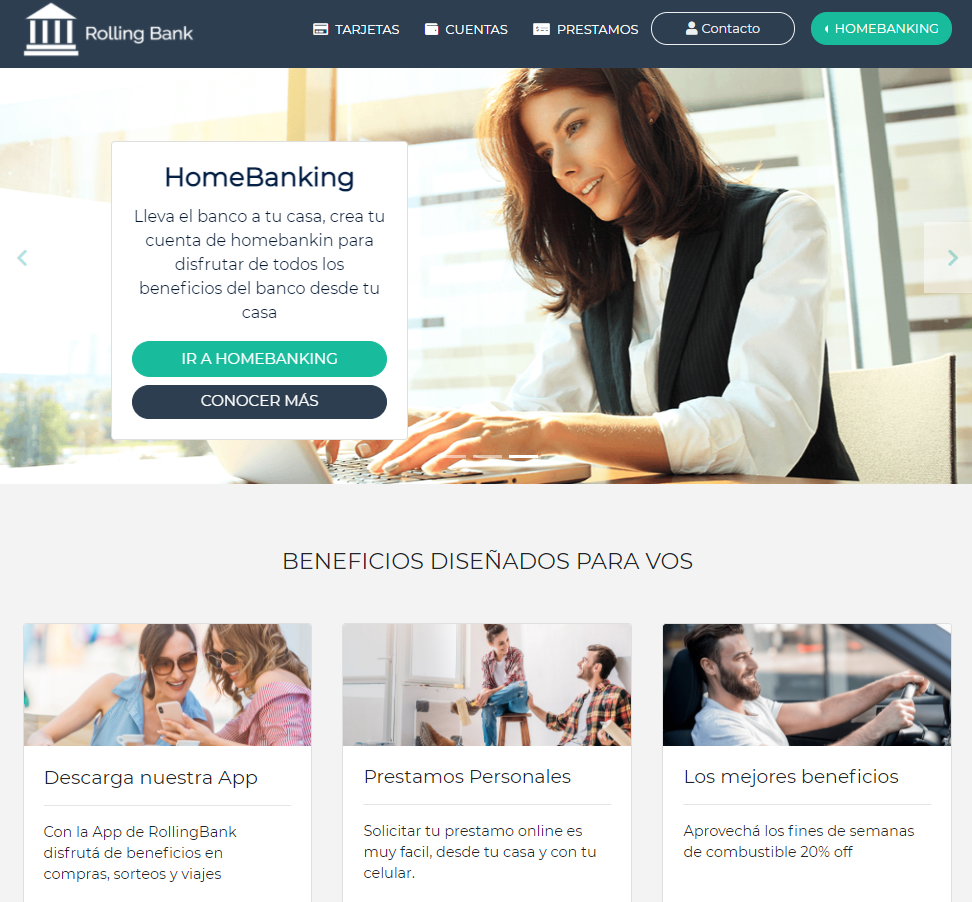 Rolling Bank
TARJETAS
CUENTAS
PRESTAMOS
Contacto
HOMEBANKING
HomeBanking
Lleva el banco a tu casa, crea tu
cuenta de homebankin para
disfrutar de todos los
beneficios del banco desde tu
casa
IR A HOMEBANKING
CONOCER MÁS
BENEFICIOS DISEÑADOS PARA VOS
Descarga nuestra App
Con la App de RollingBank
disfrutá de beneficios en
compras, sorteos y viajes
Prestamos Personales
Solicitar tu prestamo online es
muy facil, desde tu casa y con tu
celular.
Los mejores beneficios
Aprovechá los fines de semanas
de combustible 20% off